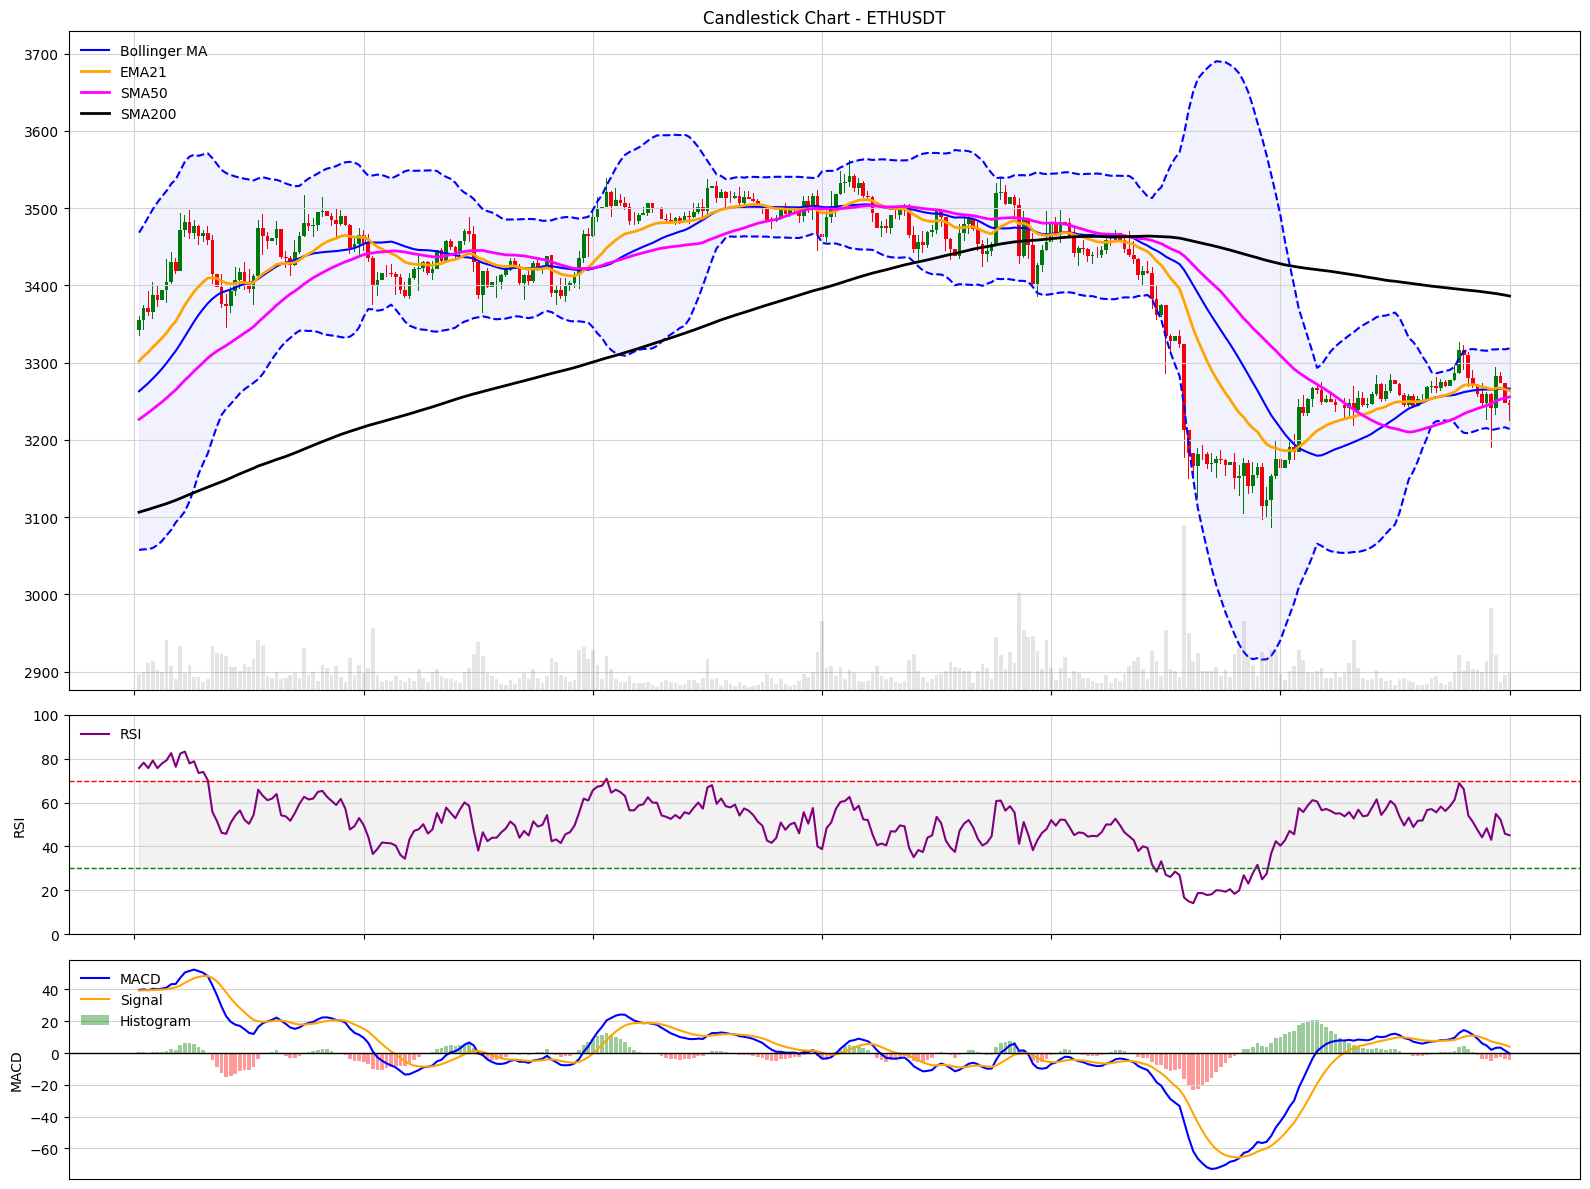 Candlestick Chart - ETHUSDT
3700
3600
3500
3400
3300
3200
3100
3000
2900
Bollinger MA
EMA21
SMA50
SMA200
100
80
60
40
20
0
RSI
RSI
40
20
0
−20
−40
−60
MACD
MACD
Signal
Histogram